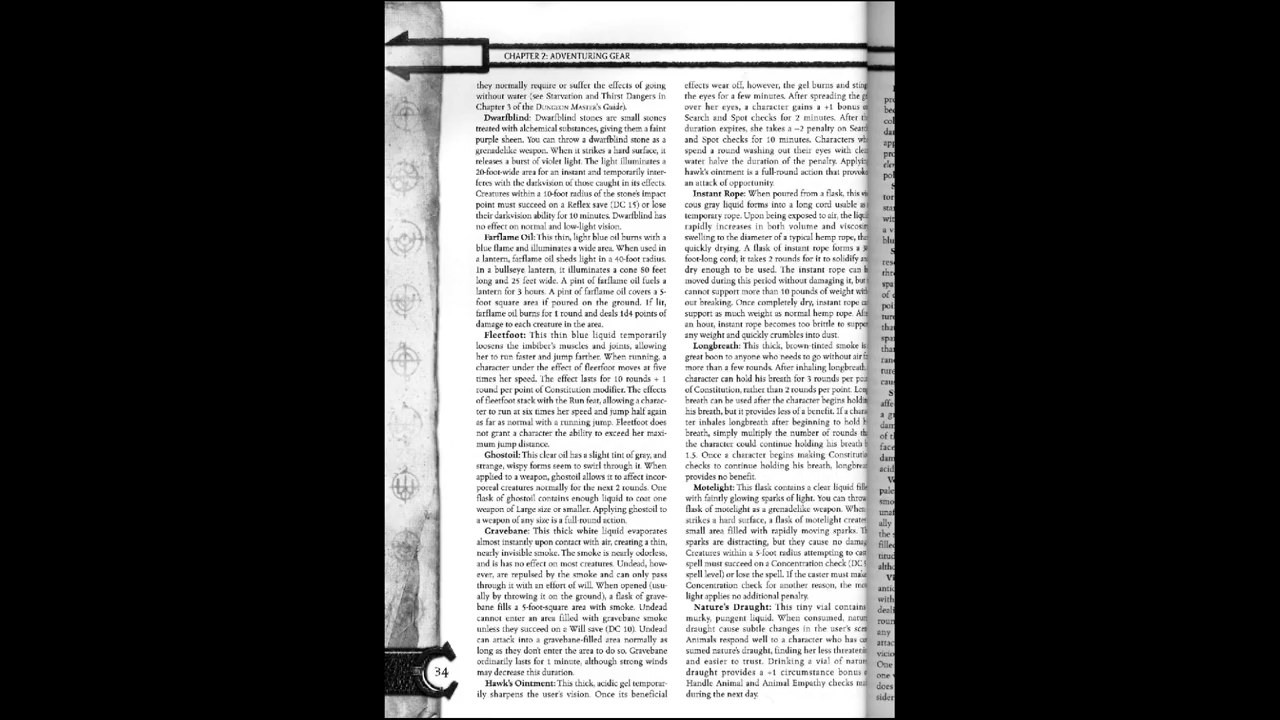 CHAPTER 2: ADVENTURING GEAR
they normally require or suffer the effects of going
without water (see Starvation and Thirst Dangers in
Chapter 3 of the DUNGEON MASTER's Guide).
Dwarfblind: Dwarfblind stones are small stones
treated with alchemical substances, giving them a faint
purple sheen. You can throw a dwarfblind stone as a
grenadelike weapon. When it strikes a hard surface, it
releases a burst of violet light. The light illuminates a
20-foot-wide area for an instant and temporarily inter-
feres with the darkvision of those caught in its effects.
Creatures within a 10-foot radius of the stone's impact
point must succeed on a Reflex save (DC 15) or lose
their darkvision ability for 10 minutes. Dwarfblind has
no effect on normal and low-light vision.
Farflame Oil: This thin, light blue oil burns with a
blue flame and illuminates a wide area. When used in
a lantern, farflame oil sheds light in a 40-foot radius.
In a bullseye lantern, it illuminates a cone 80 feet
long and 25 feet wide. A pint of farflame oil fuels a
lantern for 3 hours. A pint of farflame oil covers a 5-
foot square area if poured on the ground. If lit,
farflame oil burns for 1 round and deals 1d4 points of
damage to each creature in the area.
Fleetfoot: This thin blue liquid temporarily
loosens the imbiber's muscles and joints, allowing
her to run faster and jump farther. When running, a
character under the effect of fleetfoot moves at five
times her speed. The effect lasts for 10 rounds + 1
round per point of Constitution modifier. The effects
of fleetfoot stack with the Run feat, allowing a charac-
ter to run at six times her speed and jump half again
as far as normal with a running jump. Fleetfoot does
not grant a character the ability to exceed her maxi-
mum jump distance.
Ghostoil: This clear oil has a slight tint of gray, and
strange, wispy forms seem to swirl through it. When
applied to a weapon, ghostoil allows it to affect incor-
poreal creatures normally for the next 2 rounds. One
flask of ghostoil contains enough liquid to coat one
weapon of Large size or smaller. Applying ghostoil to
a weapon of any size is a full-round action.
Gravebane: This thick white liquid evaporates
almost instantly upon contact with air, creating a thin,
nearly invisible smoke. The smoke is nearly odorless,
and is has no effect on most creatures. Undead, how-
ever, are repulsed by the smoke and can only pass
through it with an effort of will. When opened (usu-
ally by throwing it on the ground), a flask of grave-
bane fills a 5-foot-square area with smoke. Undead
cannot enter an area filled with gravebane smoke
unless they succeed on a Will save (DC 10). Undead
can attack into a gravebane-filled area normally as
long as they don't enter the area to do so. Gravebane
ordinarily lasts for 1 minute, although strong winds
may decrease this duration.
Hawk's Ointment: This thick, acidic gel temporar-
ily sharpens the user's vision. Once its beneficial
effects wear off, however, the gel burns and sting
the eyes for a few minutes. After spreading the
over her eyes, a character gains a +1 bonus
Search and Spot checks for 2 minutes. After
duration expires, she takes a −2 penalty on
and Spot checks for 10 minutes. Characters
spend a round washing out their eyes with
water halve the duration of the penalty.
hawk's ointment is a full-round action that
an attack of opportunity.
Instant Rope: When poured from a flask, this
cous gray liquid forms into a long cord usable
temporary rope. Upon being exposed to air, the
rapidly increases in both volume and
swelling to the diameter of a typical hemp rope,
quickly drying. A flask of instant rope forms a
foot-long cord; it takes 2 rounds for it to solidify
dry enough to be used. The instant rope can
moved during this period without damaging it, but
cannot support more than 10 pounds of weight
out breaking. Once completely dry, instant rope
support as much weight as normal hemp rope.
an hour, instant rope becomes too brittle to
any weight and quickly crumbles into dust.
Longbreath: This thick, brown-tinted smoke is
great boon to anyone who needs to go without air
more than a few rounds. After inhaling longbreath,
character can hold his breath for 3 rounds per
of Constitution, rather than 2 rounds per point.
breath can be used after the character begins
his breath, but it provides less of a benefit. If a
ter inhales longbreath after beginning to hold
breath, simply multiply the number of rounds
the character could continue holding his breath
1.5. Once a character begins making
checks to continue holding his breath,
provides no benefit.
Motelight: This flask contains a clear liquid
with faintly glowing sparks of light. You can
flask of motelight as a grenadelike weapon. When
strikes a hard surface, a flask of motelight
small area filled with rapidly moving sparks.
sparks are distracting, but they cause no
Creatures within a 5-foot radius attempting to
spell must succeed on a Concentration check (DC
spell level) or lose the spell. If the caster must
Concentration check for another reason, the
light applies no additional penalty.
Nature's Draught: This tiny vial contains
murky, pungent liquid. When consumed,
draught cause subtle changes in the user's
Animals respond well to a character who has
sumed nature's draught, finding her less
and easier to trust. Drinking a vial of
draught provides a +1 circumstance bonus
Handle Animal and Animal Empathy checks
during the next day.
34